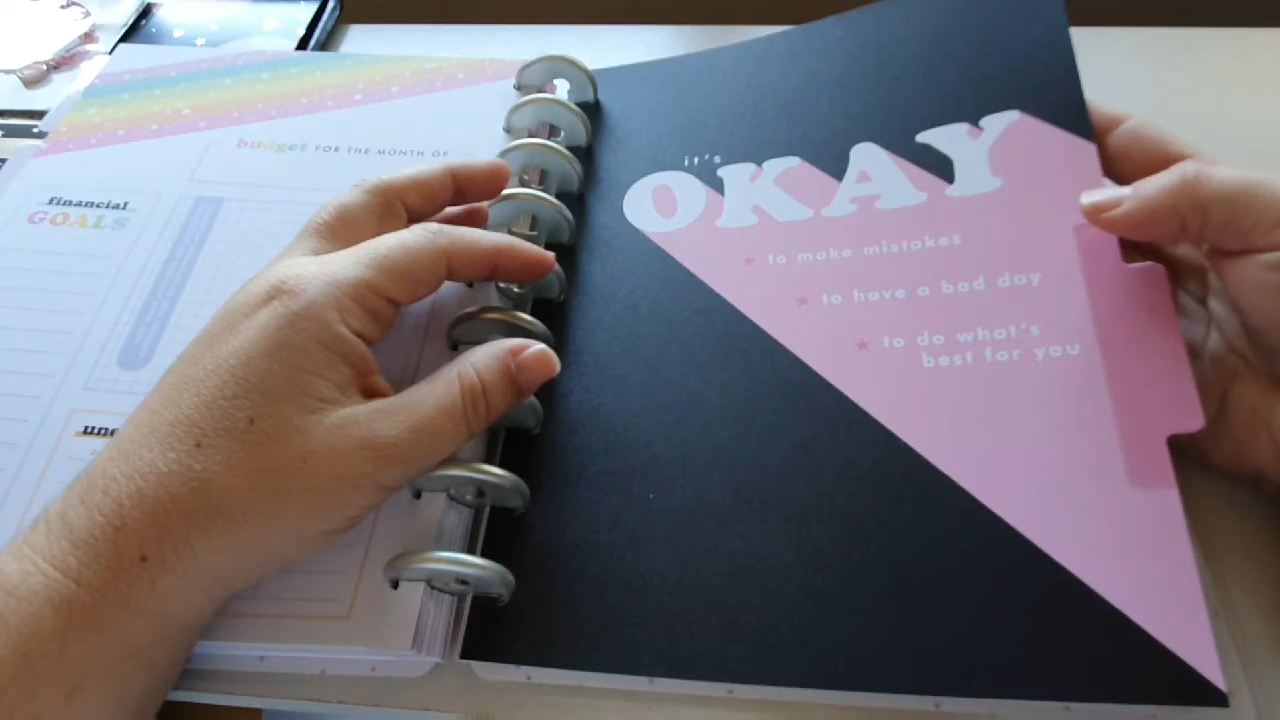 budget FOR THE MONTH OF
financial
GOALS
it's
OKAY
★ to make mistakes
★ to have a bad day
★ to do what's
best for you